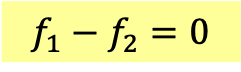 f₁ − f₂ = 0